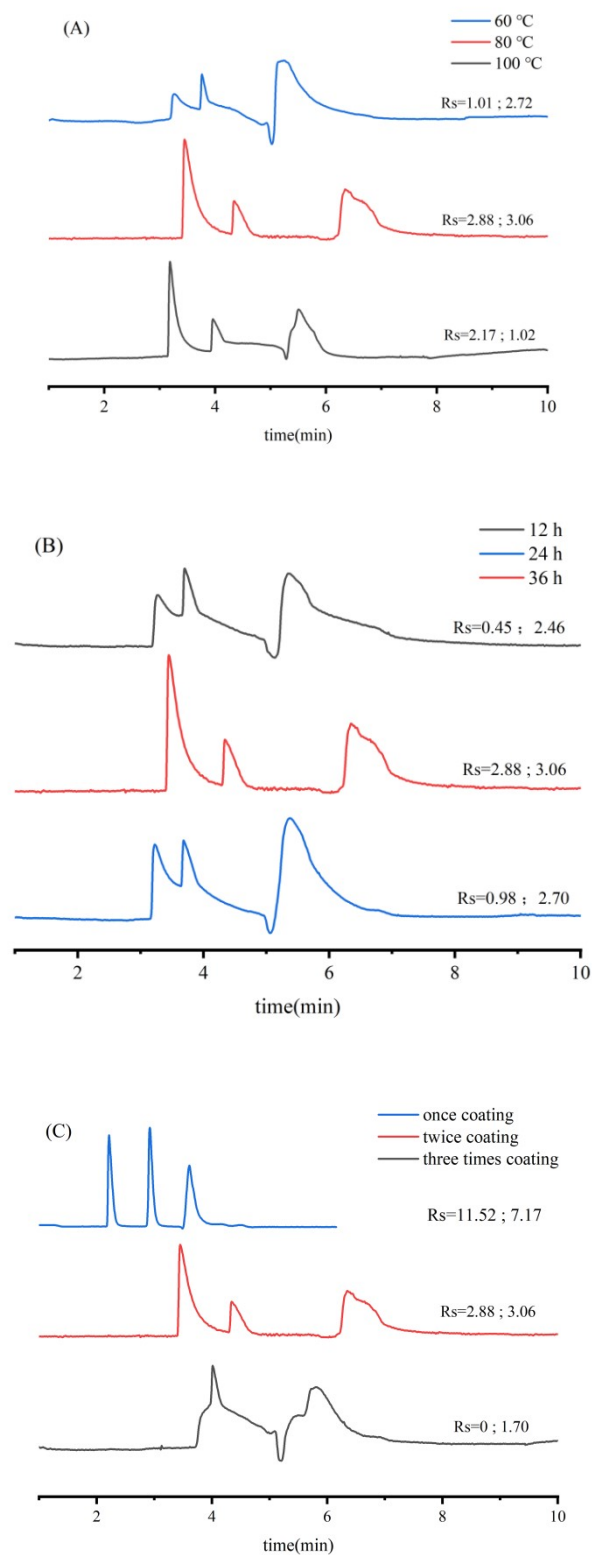 (A)
60 ℃
80 ℃
100 ℃
Rs=1.01 ; 2.72
Rs=2.88 ; 3.06
Rs=2.17 ; 1.02
2 4 6 8 10
time(min)
(B)
12 h
24 h
36 h
Rs=0.45 ； 2.46
Rs=2.88 ; 3.06
Rs=0.98 ； 2.70
2 4 6 8 10
time(min)
(C)
once coating
twice coating
three times coating
Rs=11.52 ; 7.17
Rs=2.88 ; 3.06
Rs=0 ; 1.70
2 4 6 8 10
time(min)